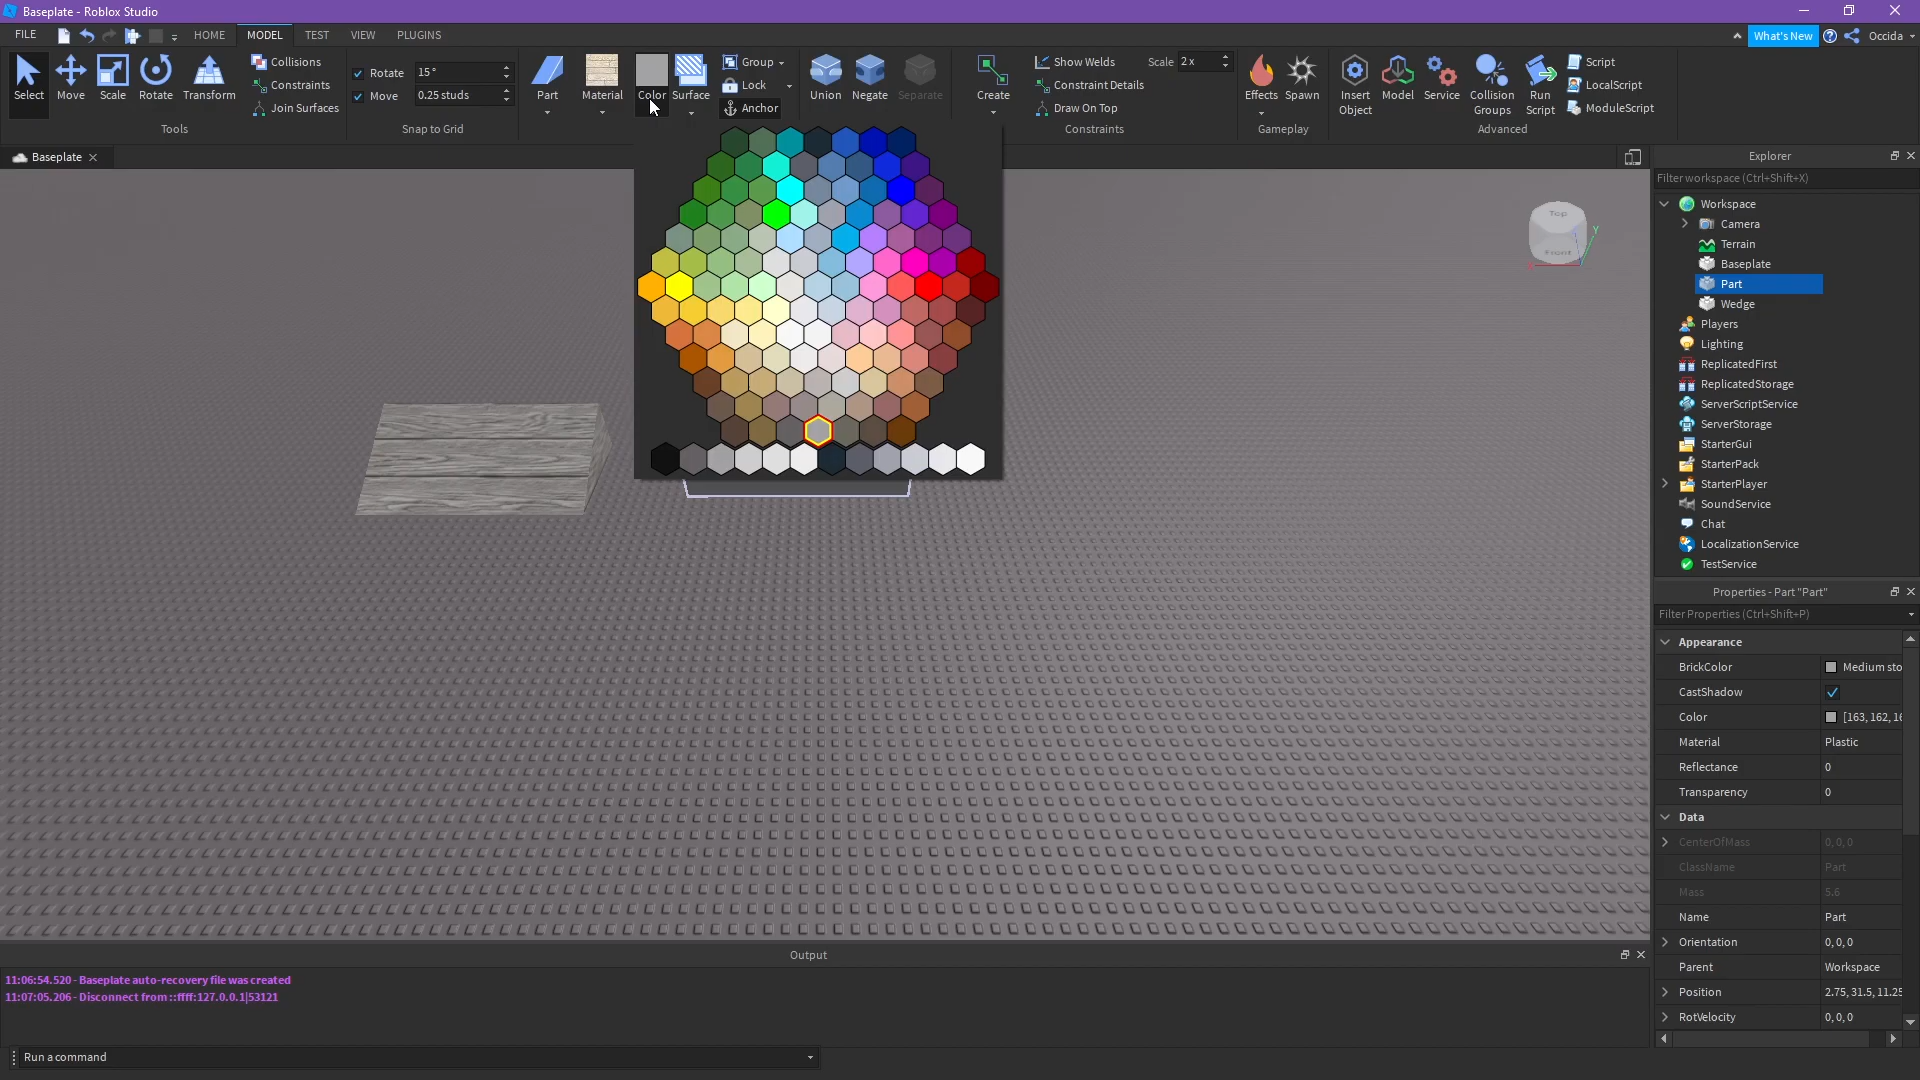 Baseplate - Roblox Studio
FILE HOME MODEL TEST VIEW PLUGINS What's New Occida
Select Move Scale Rotate Transform
Collisions
Constraints
Join Surfaces
Tools
Rotate 15 °
Move 0.25 studs
Snap to Grid
Part Material Color Surface
Group
Lock
Anchor
Union Negate Separate
Create
Show Welds
Constraint Details
Draw On Top
Scale 2 x
Constraints
Effects Spawn
Gameplay
Insert Object
Model
Service
Collision Groups
Run Script
Script
LocalScript
ModuleScript
Advanced
Baseplate
Top
Front
Y
Explorer
Filter workspace (Ctrl+Shift+X)
Workspace
Camera
Terrain
Baseplate
Part
Wedge
Players
Lighting
ReplicatedFirst
ReplicatedStorage
ServerScriptService
ServerStorage
StarterGui
StarterPack
StarterPlayer
SoundService
Chat
LocalizationService
TestService
Properties - Part "Part"
Filter Properties (Ctrl+Shift+P)
Appearance
BrickColor Medium sto
CastShadow
Color [163, 162, 16
Material Plastic
Reflectance 0
Transparency 0
Data
CenterOfMass 0, 0, 0
ClassName Part
Mass 5.6
Name Part
Orientation 0, 0, 0
Parent Workspace
Position 2.75, 31.5, 11.25
RotVelocity 0, 0, 0
Output
11:06:54.520 - Baseplate auto-recovery file was created
11:07:05.206 - Disconnect from ::ffff:127.0.0.1|53121
Run a command